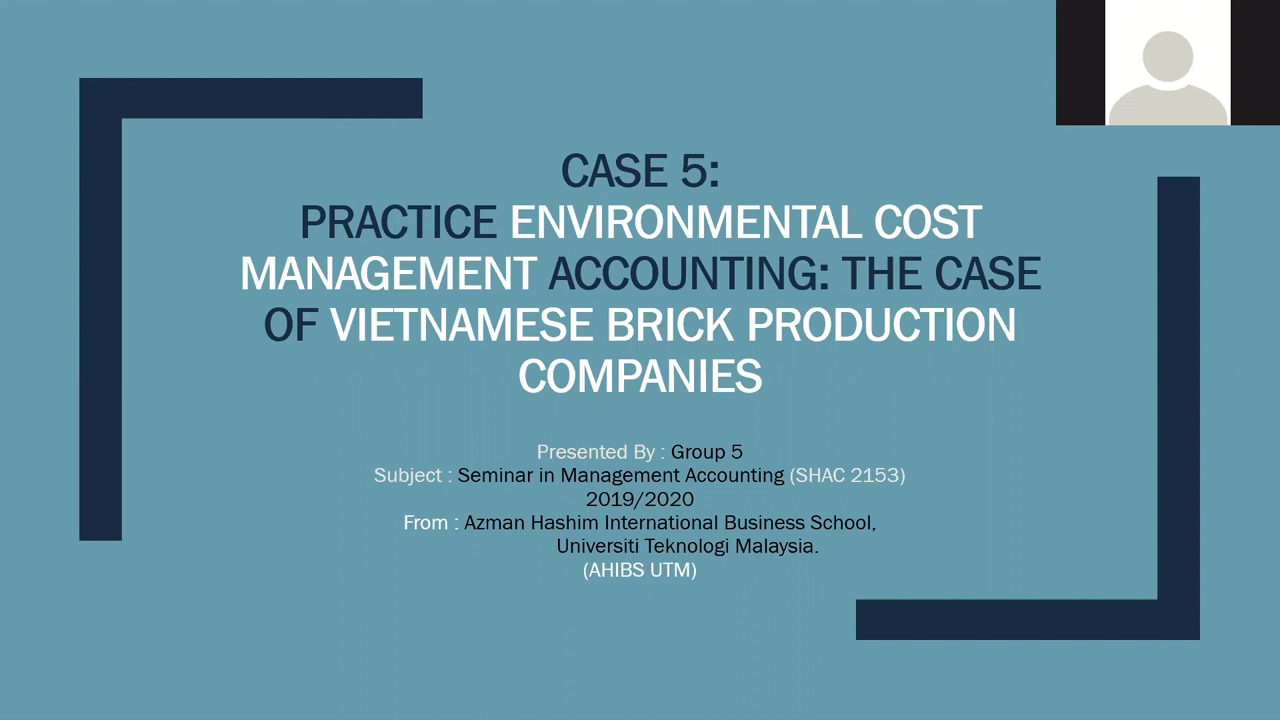 CASE 5:
PRACTICE ENVIRONMENTAL COST
MANAGEMENT ACCOUNTING: THE CASE
OF VIETNAMESE BRICK PRODUCTION
COMPANIES
Presented By : Group 5
Subject : Seminar in Management Accounting (SHAC 2153)
2019/2020
From : Azman Hashim International Business School,
Universiti Teknologi Malaysia.
(AHIBS UTM)